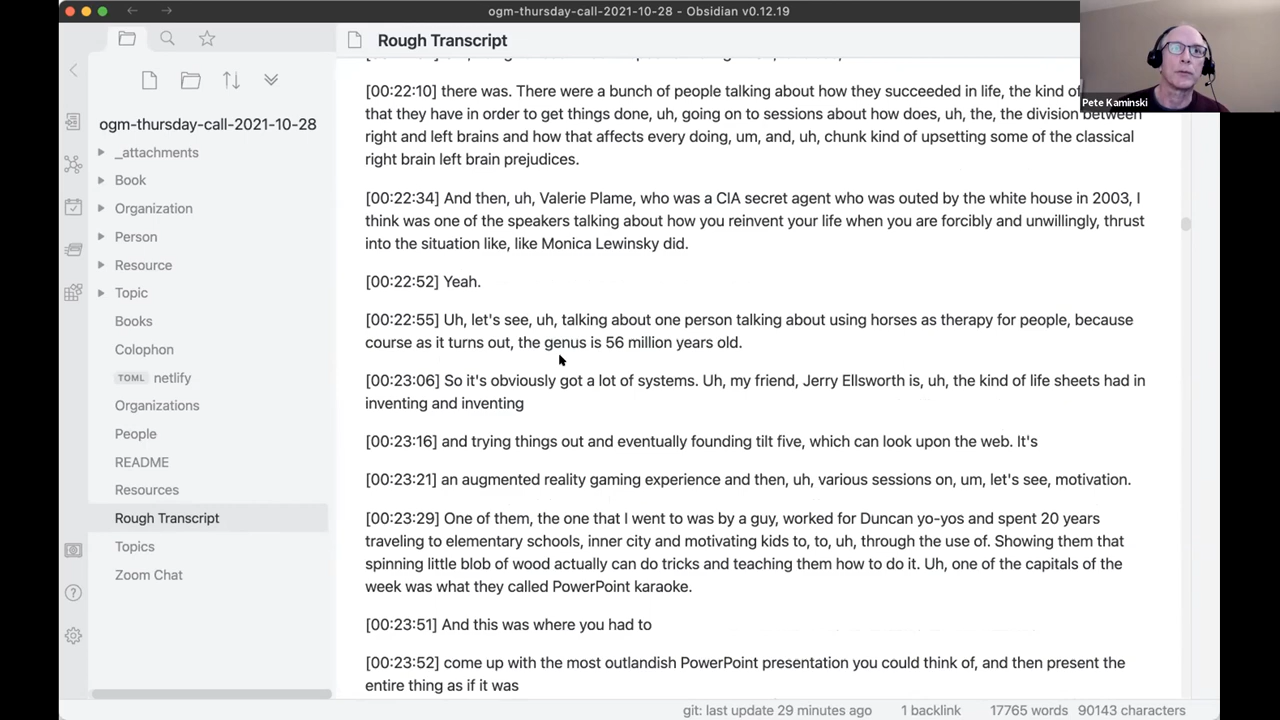 ogm-thursday-call-2021-10-28 - Obsidian v0.12.19
Rough Transcript
Pete Kaminski
ogm-thursday-call-2021-10-28
_attachments
Book
Organization
Person
Resource
Topic
Books
Colophon
TOML netlify
Organizations
People
README
Resources
Rough Transcript
Topics
Zoom Chat
[00:22:10] there was. There were a bunch of people talking about how they succeeded in life, the kind of
that they have in order to get things done, uh, going on to sessions about how does, uh, the, the division between
right and left brains and how that affects every doing, um, and, uh, chunk kind of upsetting some of the classical
right brain left brain prejudices.
[00:22:34] And then, uh, Valerie Plame, who was a CIA secret agent who was outed by the white house in 2003, I
think was one of the speakers talking about how you reinvent your life when you are forcibly and unwillingly, thrust
into the situation like, like Monica Lewinsky did.
[00:22:52] Yeah.
[00:22:55] Uh, let's see, uh, talking about one person talking about using horses as therapy for people, because
course as it turns out, the genus is 56 million years old.
[00:23:06] So it's obviously got a lot of systems. Uh, my friend, Jerry Ellsworth is, uh, the kind of life sheets had in
inventing and inventing
[00:23:16] and trying things out and eventually founding tilt five, which can look upon the web. It's
[00:23:21] an augmented reality gaming experience and then, uh, various sessions on, um, let's see, motivation.
[00:23:29] One of them, the one that I went to was by a guy, worked for Duncan yo-yos and spent 20 years
traveling to elementary schools, inner city and motivating kids to, to, uh, through the use of. Showing them that
spinning little blob of wood actually can do tricks and teaching them how to do it. Uh, one of the capitals of the
week was what they called PowerPoint karaoke.
[00:23:51] And this was where you had to
[00:23:52] come up with the most outlandish PowerPoint presentation you could think of, and then present the
entire thing as if it was
git: last update 29 minutes ago 1 backlink 17765 words 90143 characters